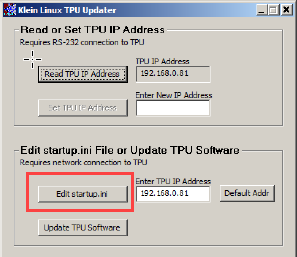 Klein Linux TPU Updater
Read or Set TPU IP Address
Requires RS-232 connection to TPU
TPU IP Address
Read TPU IP Address
192.168.0.81
Enter New IP Address
Set TPU IP Address
Edit startup.ini File or Update TPU Software
Requires network connection to TPU
Enter TPU IP Address
Edit startup.ini
192.168.0.81
Default Addr
Update TPU Software